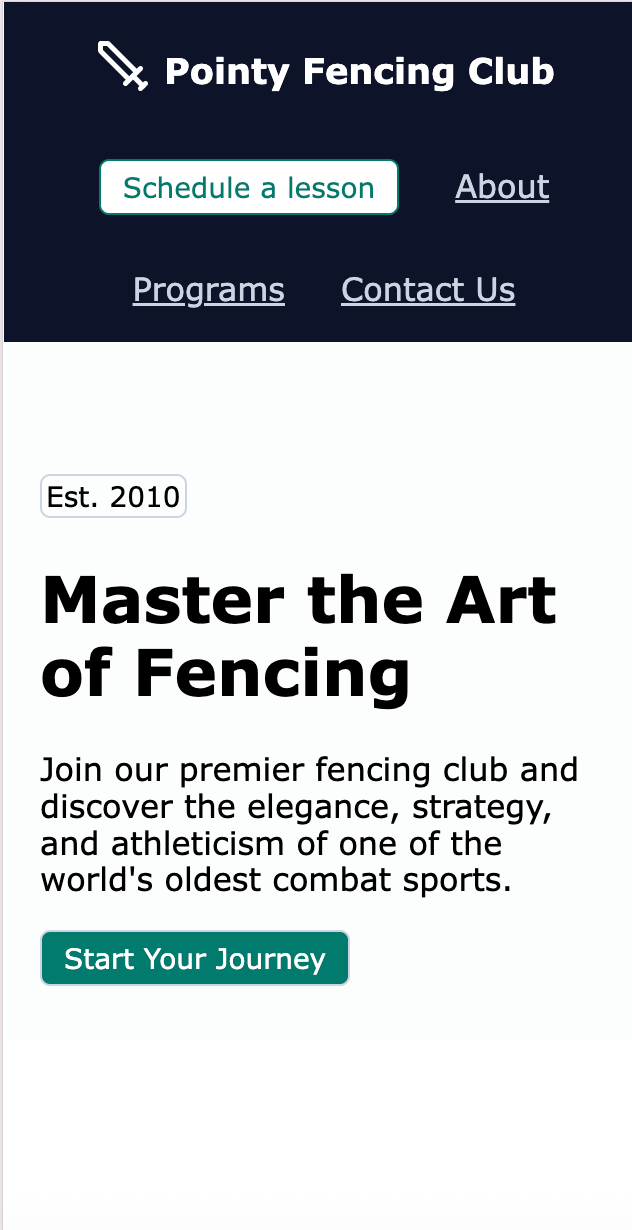 Pointy Fencing Club
Schedule a lesson
About
Programs
Contact Us
Est. 2010
Master the Art
of Fencing
Join our premier fencing club and
discover the elegance, strategy,
and athleticism of one of the
world's oldest combat sports.
Start Your Journey